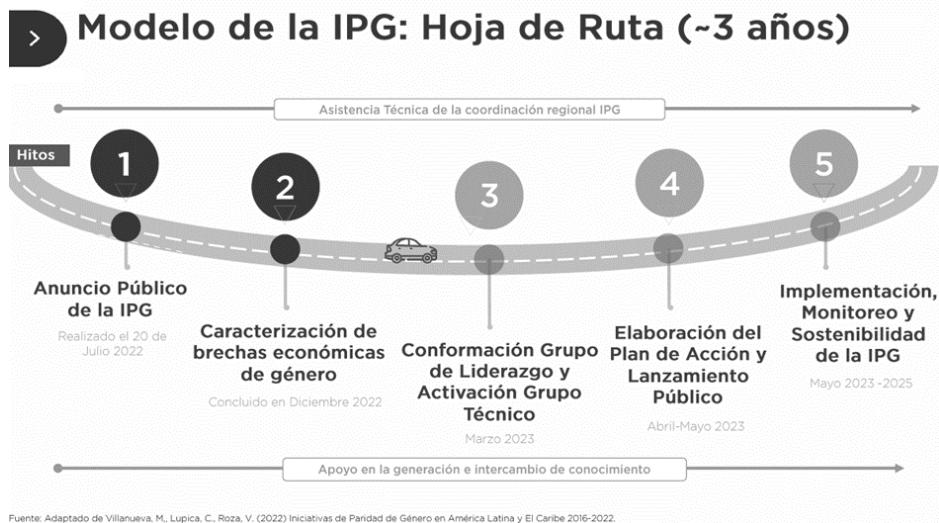 Modelo de la IPG: Hoja de Ruta (~3 años)
Asistencia Técnica de la coordinación regional IPG
Hitos
1
2
3
4
5
Anuncio Público
de la IPG
Realizado el 20 de
Julio 2022
Caracterización de
brechas económicas
de género
Concluido en Diciembre 2022
Conformación Grupo
de Liderazgo y
Activación Grupo
Técnico
Marzo 2023
Elaboración del
Plan de Acción y
Lanzamiento
Público
Abril-Mayo 2023
Implementación,
Monitoreo y
Sostenibilidad
de la IPG
Mayo 2023 -2025
Apoyo en la generación e intercambio de conocimiento
Fuente: Adaptado de Villanueva, M., Lupica, C., Roza, V. (2022) Iniciativas de Paridad de Género en América Latina y El Caribe 2016-2022.